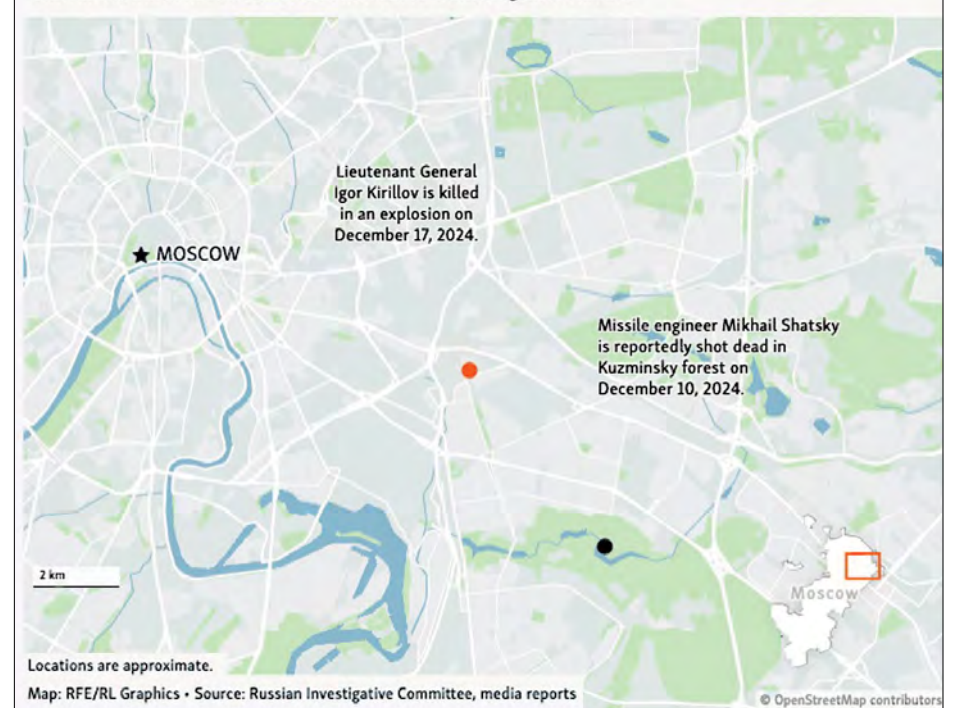 Lieutenant General
Igor Kirillov is killed
in an explosion on
December 17, 2024.
★ MOSCOW
Missile engineer Mikhail Shatsky
is reportedly shot dead in
Kuzminsky forest on
December 10, 2024.
2 km
Moscow
Locations are approximate.
Map: RFE/RL Graphics • Source: Russian Investigative Committee, media reports
© OpenStreetMap contributors